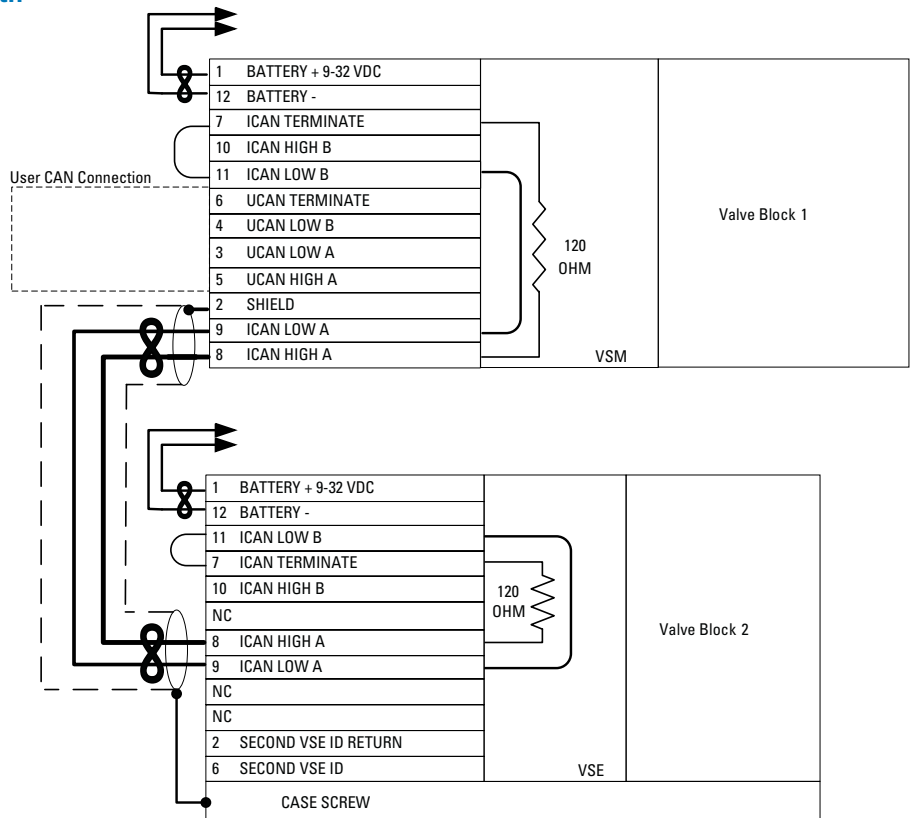 1 BATTERY + 9-32 VDC
12 BATTERY -
7 ICAN TERMINATE
10 ICAN HIGH B
11 ICAN LOW B
User CAN Connection
6 UCAN TERMINATE
4 UCAN LOW B
3 UCAN LOW A
5 UCAN HIGH A
2 SHIELD
9 ICAN LOW A
8 ICAN HIGH A
120
OHM
VSM
Valve Block 1
1 BATTERY + 9-32 VDC
12 BATTERY -
11 ICAN LOW B
7 ICAN TERMINATE
10 ICAN HIGH B
NC
8 ICAN HIGH A
9 ICAN LOW A
NC
NC
2 SECOND VSE ID RETURN
6 SECOND VSE ID
CASE SCREW
120
OHM
VSE
Valve Block 2